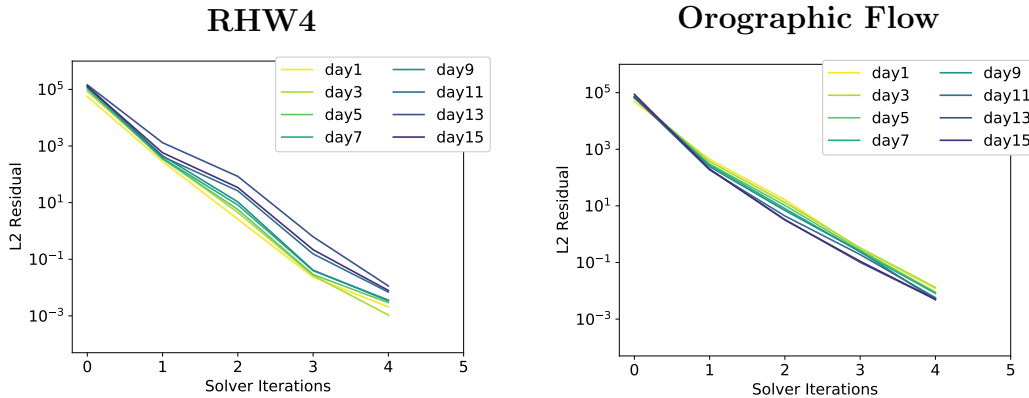 RHW4
day1
day3
day5
day7
day9
day11
day13
day15
10^5
10^3
10^1
10^−1
10^−3
L2 Residual
0 1 2 3 4 5
Solver Iterations
Orographic Flow
day1
day3
day5
day7
day9
day11
day13
day15
10^5
10^3
10^1
10^−1
10^−3
L2 Residual
0 1 2 3 4 5
Solver Iterations